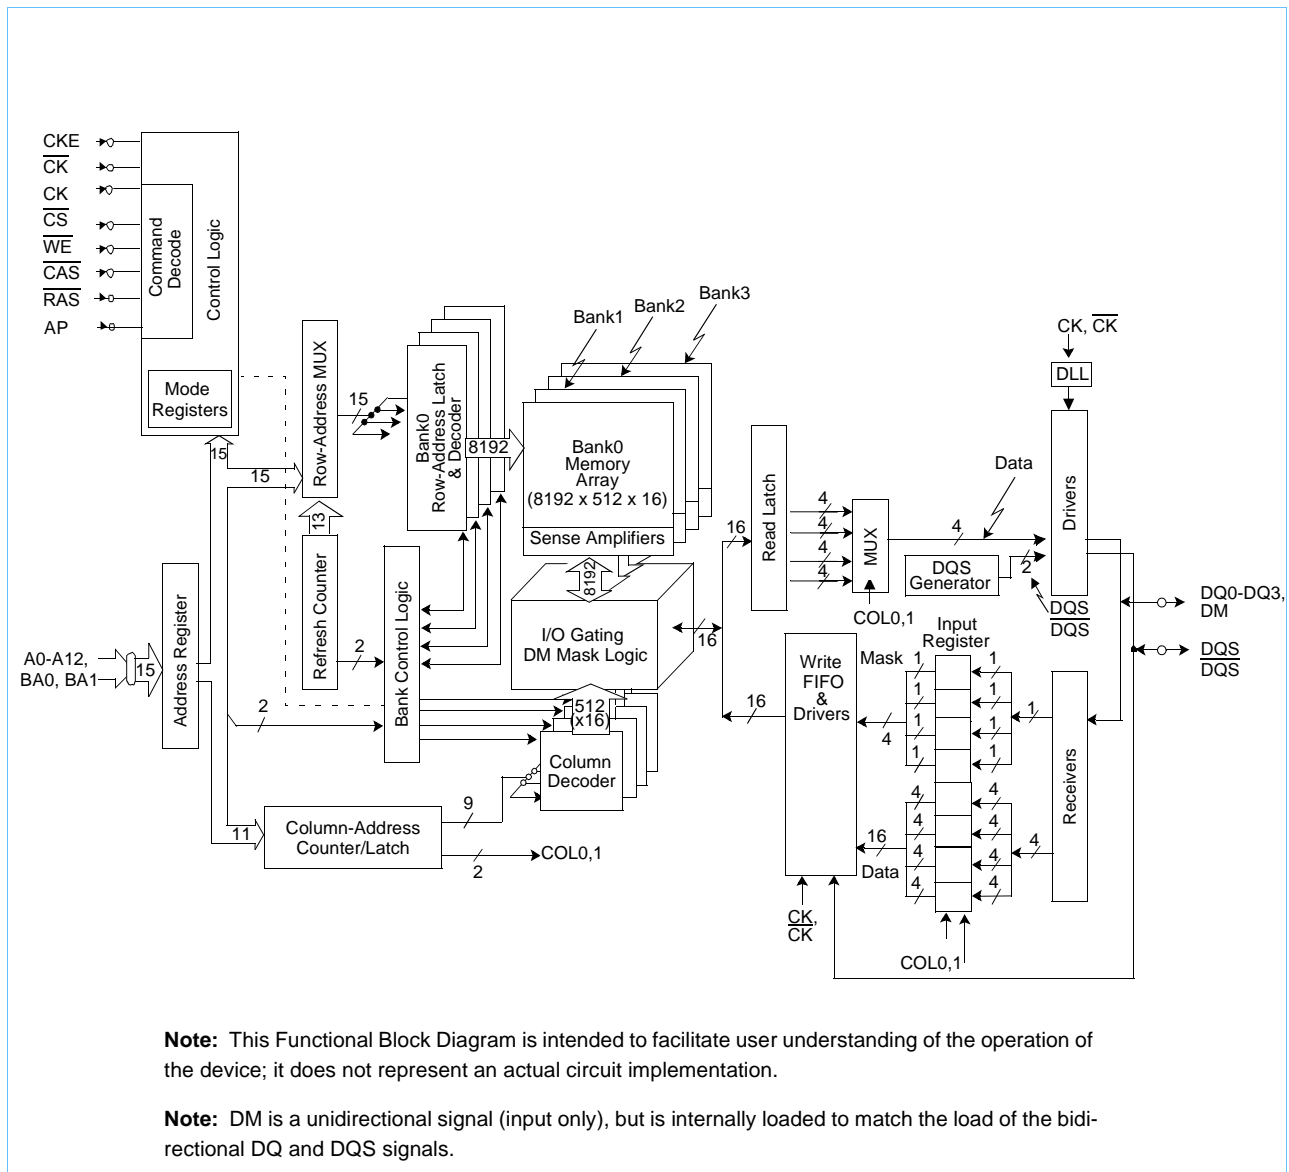 CKE
CK
CK
CS
WE
CAS
RAS
AP
Command
Decode
Control Logic
Mode
Registers
15
15
Row-Address MUX
13
Refresh Counter
15
Bank0
Row-Address Latch
& Decoder
8192
Bank1
Bank2
Bank3
Bank0
Memory
Array
(8192 x 512 x 16)
Sense Amplifiers
8192
I/O Gating
DM Mask Logic
16
2
Bank Control Logic
A0-A12,
BA0, BA1
15
Address Register
2
512
(x16)
Column
Decoder
9
11
Column-Address
Counter/Latch
2
COL0,1
16
Read Latch
4
4
4
4
MUX
COL0,1
4
Data
DQS
Generator
2
DQS
DQS
CK, CK
DLL
Drivers
DQ0-DQ3,
DM
DQS
DQS
Input
Register
16
Write
FIFO
&
Drivers
Mask
1
1
1
1
1
1
1
1
1
4
Receivers
4
4
4
4
4
4
4
4
4
16
Data
CK,
CK
COL0,1
Note: This Functional Block Diagram is intended to facilitate user understanding of the operation of
the device; it does not represent an actual circuit implementation.
Note: DM is a unidirectional signal (input only), but is internally loaded to match the load of the bidi-
rectional DQ and DQS signals.